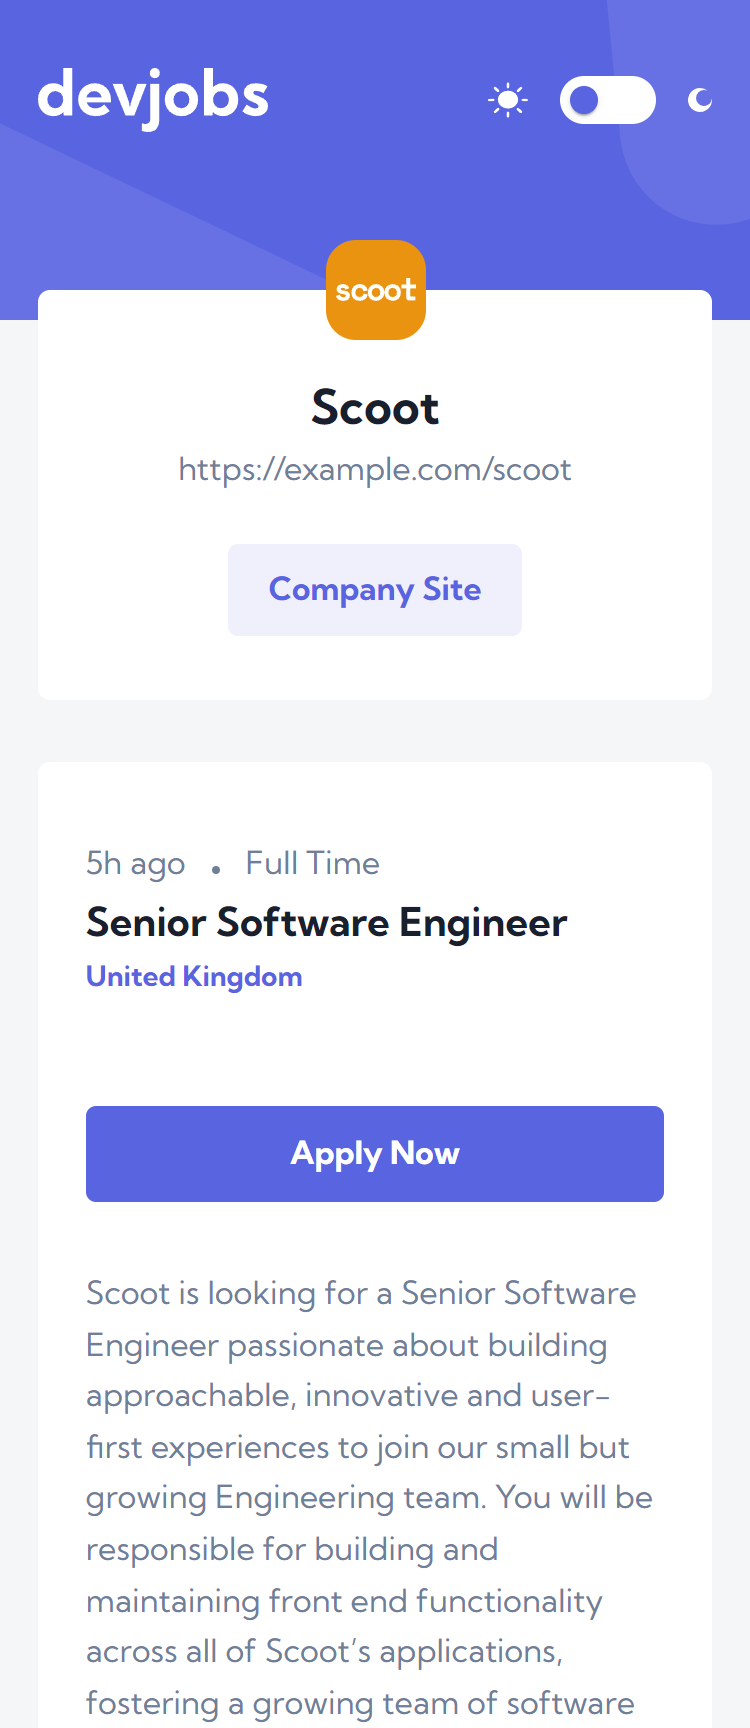 devjobs
scoot
Scoot
https://example.com/scoot
Company Site
5h ago . Full Time
Senior Software Engineer
United Kingdom
Apply Now
Scoot is looking for a Senior Software
Engineer passionate about building
approachable, innovative and user-
first experiences to join our small but
growing Engineering team. You will be
responsible for building and
maintaining front end functionality
across all of Scoot’s applications,
fostering a growing team of software